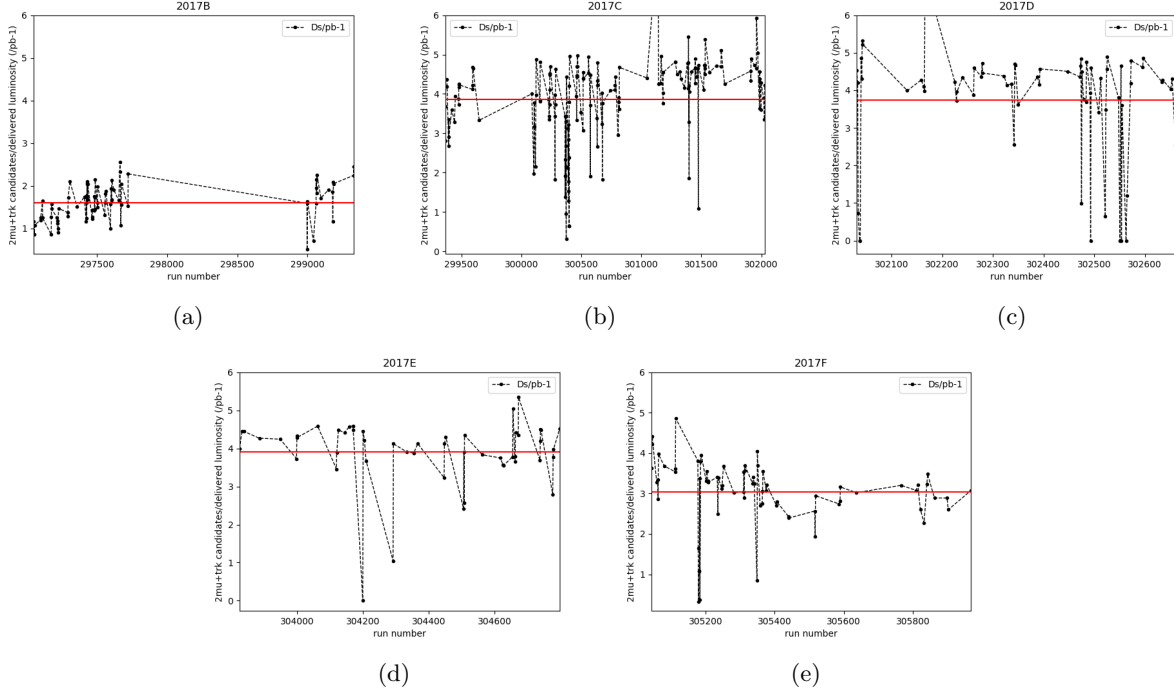 2017B
Ds/pb-1
2mu+trk candidates/delivered luminosity (/pb-1)
6
5
4
3
2
1
297500 298000 298500 299000
run number
(a)
2017C
Ds/pb-1
2mu+trk candidates/delivered luminosity (/pb-1)
6
5
4
3
2
1
0
299500 300000 300500 301000 301500 302000
run number
(b)
2017D
Ds/pb-1
2mu+trk candidates/delivered luminosity (/pb-1)
6
5
4
3
2
1
0
302100 302200 302300 302400 302500 302600
run number
(c)
2017E
Ds/pb-1
2mu+trk candidates/delivered luminosity (/pb-1)
6
5
4
3
2
1
0
304000 304200 304400 304600
run number
(d)
2017F
Ds/pb-1
2mu+trk candidates/delivered luminosity (/pb-1)
6
5
4
3
2
1
305200 305400 305600 305800
run number
(e)